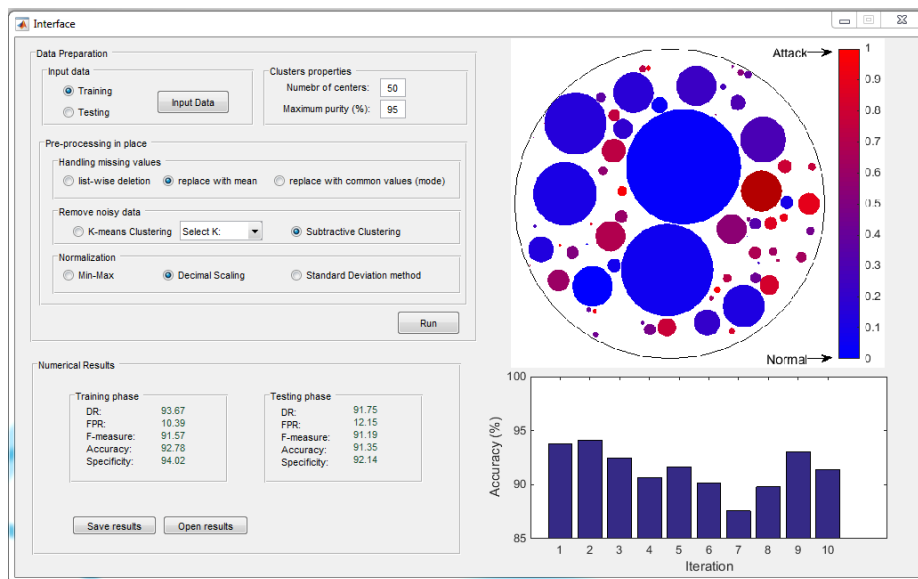 Interface
Data Preparation
Input data
Training
Testing
Input Data
Clusters properties
Numebr of centers: 50
Maximum purity (%): 95
Pre-processing in place
Handling missing values
list-wise deletion replace with mean replace with common values (mode)
Remove noisy data
K-means Clustering Select K: Subtractive Clustering
Normalization
Min-Max Decimal Scaling Standard Deviation method
Run
Numerical Results
Training phase
DR: 93.67
FPR: 10.39
F-measure: 91.57
Accuracy: 92.78
Specificity: 94.02
Testing phase
DR: 91.75
FPR: 12.15
F-measure: 91.19
Accuracy: 91.35
Specificity: 92.14
Save results Open results
Attack
Normal
1
0.9
0.8
0.7
0.6
0.5
0.4
0.3
0.2
0.1
0
100
95
90
85
Accuracy (%)
1 2 3 4 5 6 7 8 9 10
Iteration